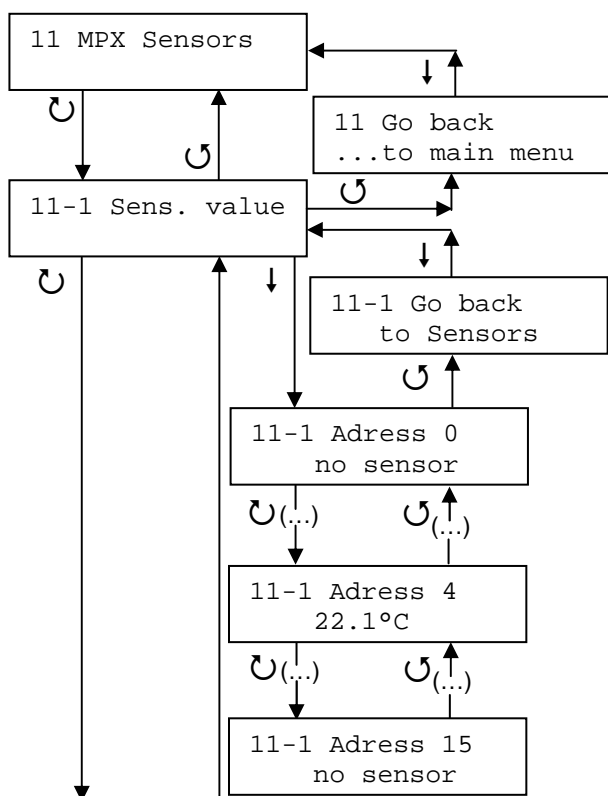 11 MPX Sensors
11 Go back
...to main menu
11-1 Sens. value
11-1 Go back
to Sensors
11-1 Adress 0
no sensor
(...)
(...)
11-1 Adress 4
22.1°C
(...)
(...)
11-1 Adress 15
no sensor